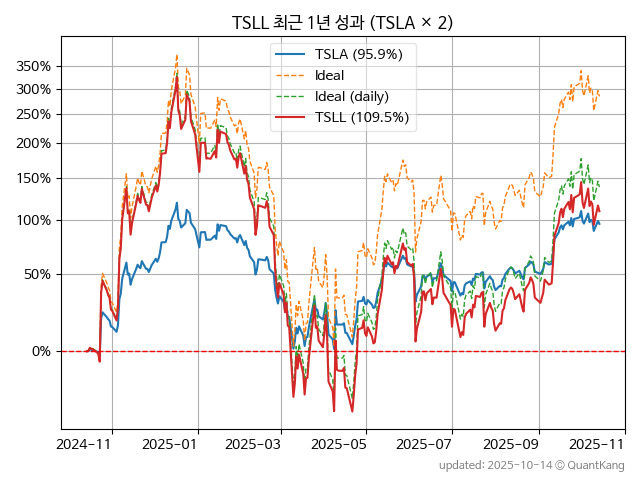 TSLL 최근 1년 성과 (TSLA × 2)
TSLA (95.9%)
Ideal
Ideal (daily)
TSLL (109.5%)
350%
300%
250%
200%
150%
100%
50%
0%
2024-11 2025-01 2025-03 2025-05 2025-07 2025-09 2025-11
updated: 2025-10-14 © QuantKang